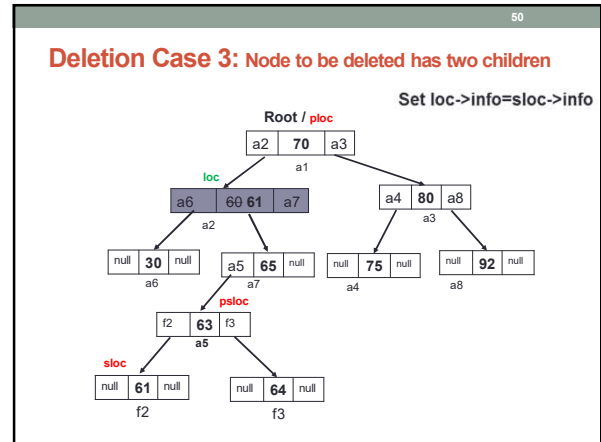 50
Deletion Case 3: Node to be deleted has two children
Set loc->info=sloc->info
Root / ploc
a2 70 a3
a1
loc
a6 60 61 a7
a2
a4 80 a8
a3
null 30 null
a6
a5 65 null
a7
null 75 null
a4
null 92 null
a8
psloc
f2 63 f3
a5
sloc
null 61 null
f2
null 64 null
f3